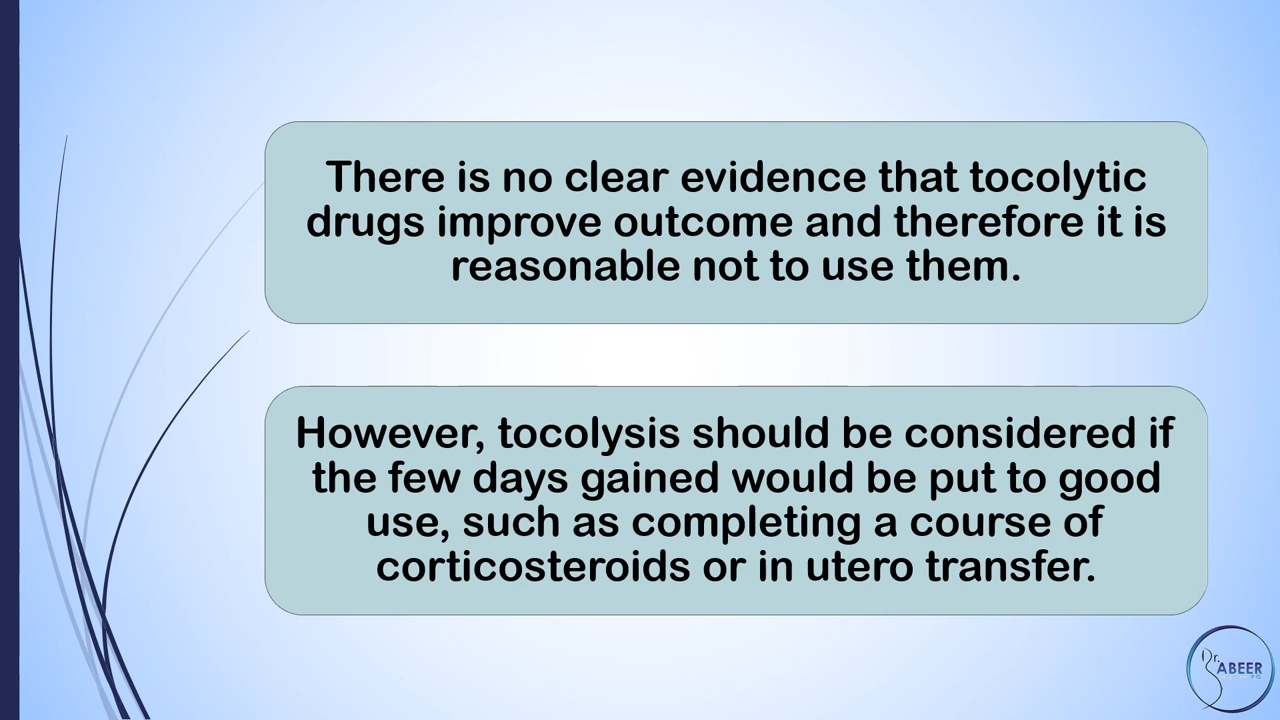 There is no clear evidence that tocolytic
drugs improve outcome and therefore it is
reasonable not to use them.
However, tocolysis should be considered if
the few days gained would be put to good
use, such as completing a course of
corticosteroids or in utero transfer.
Dr.
ABEER